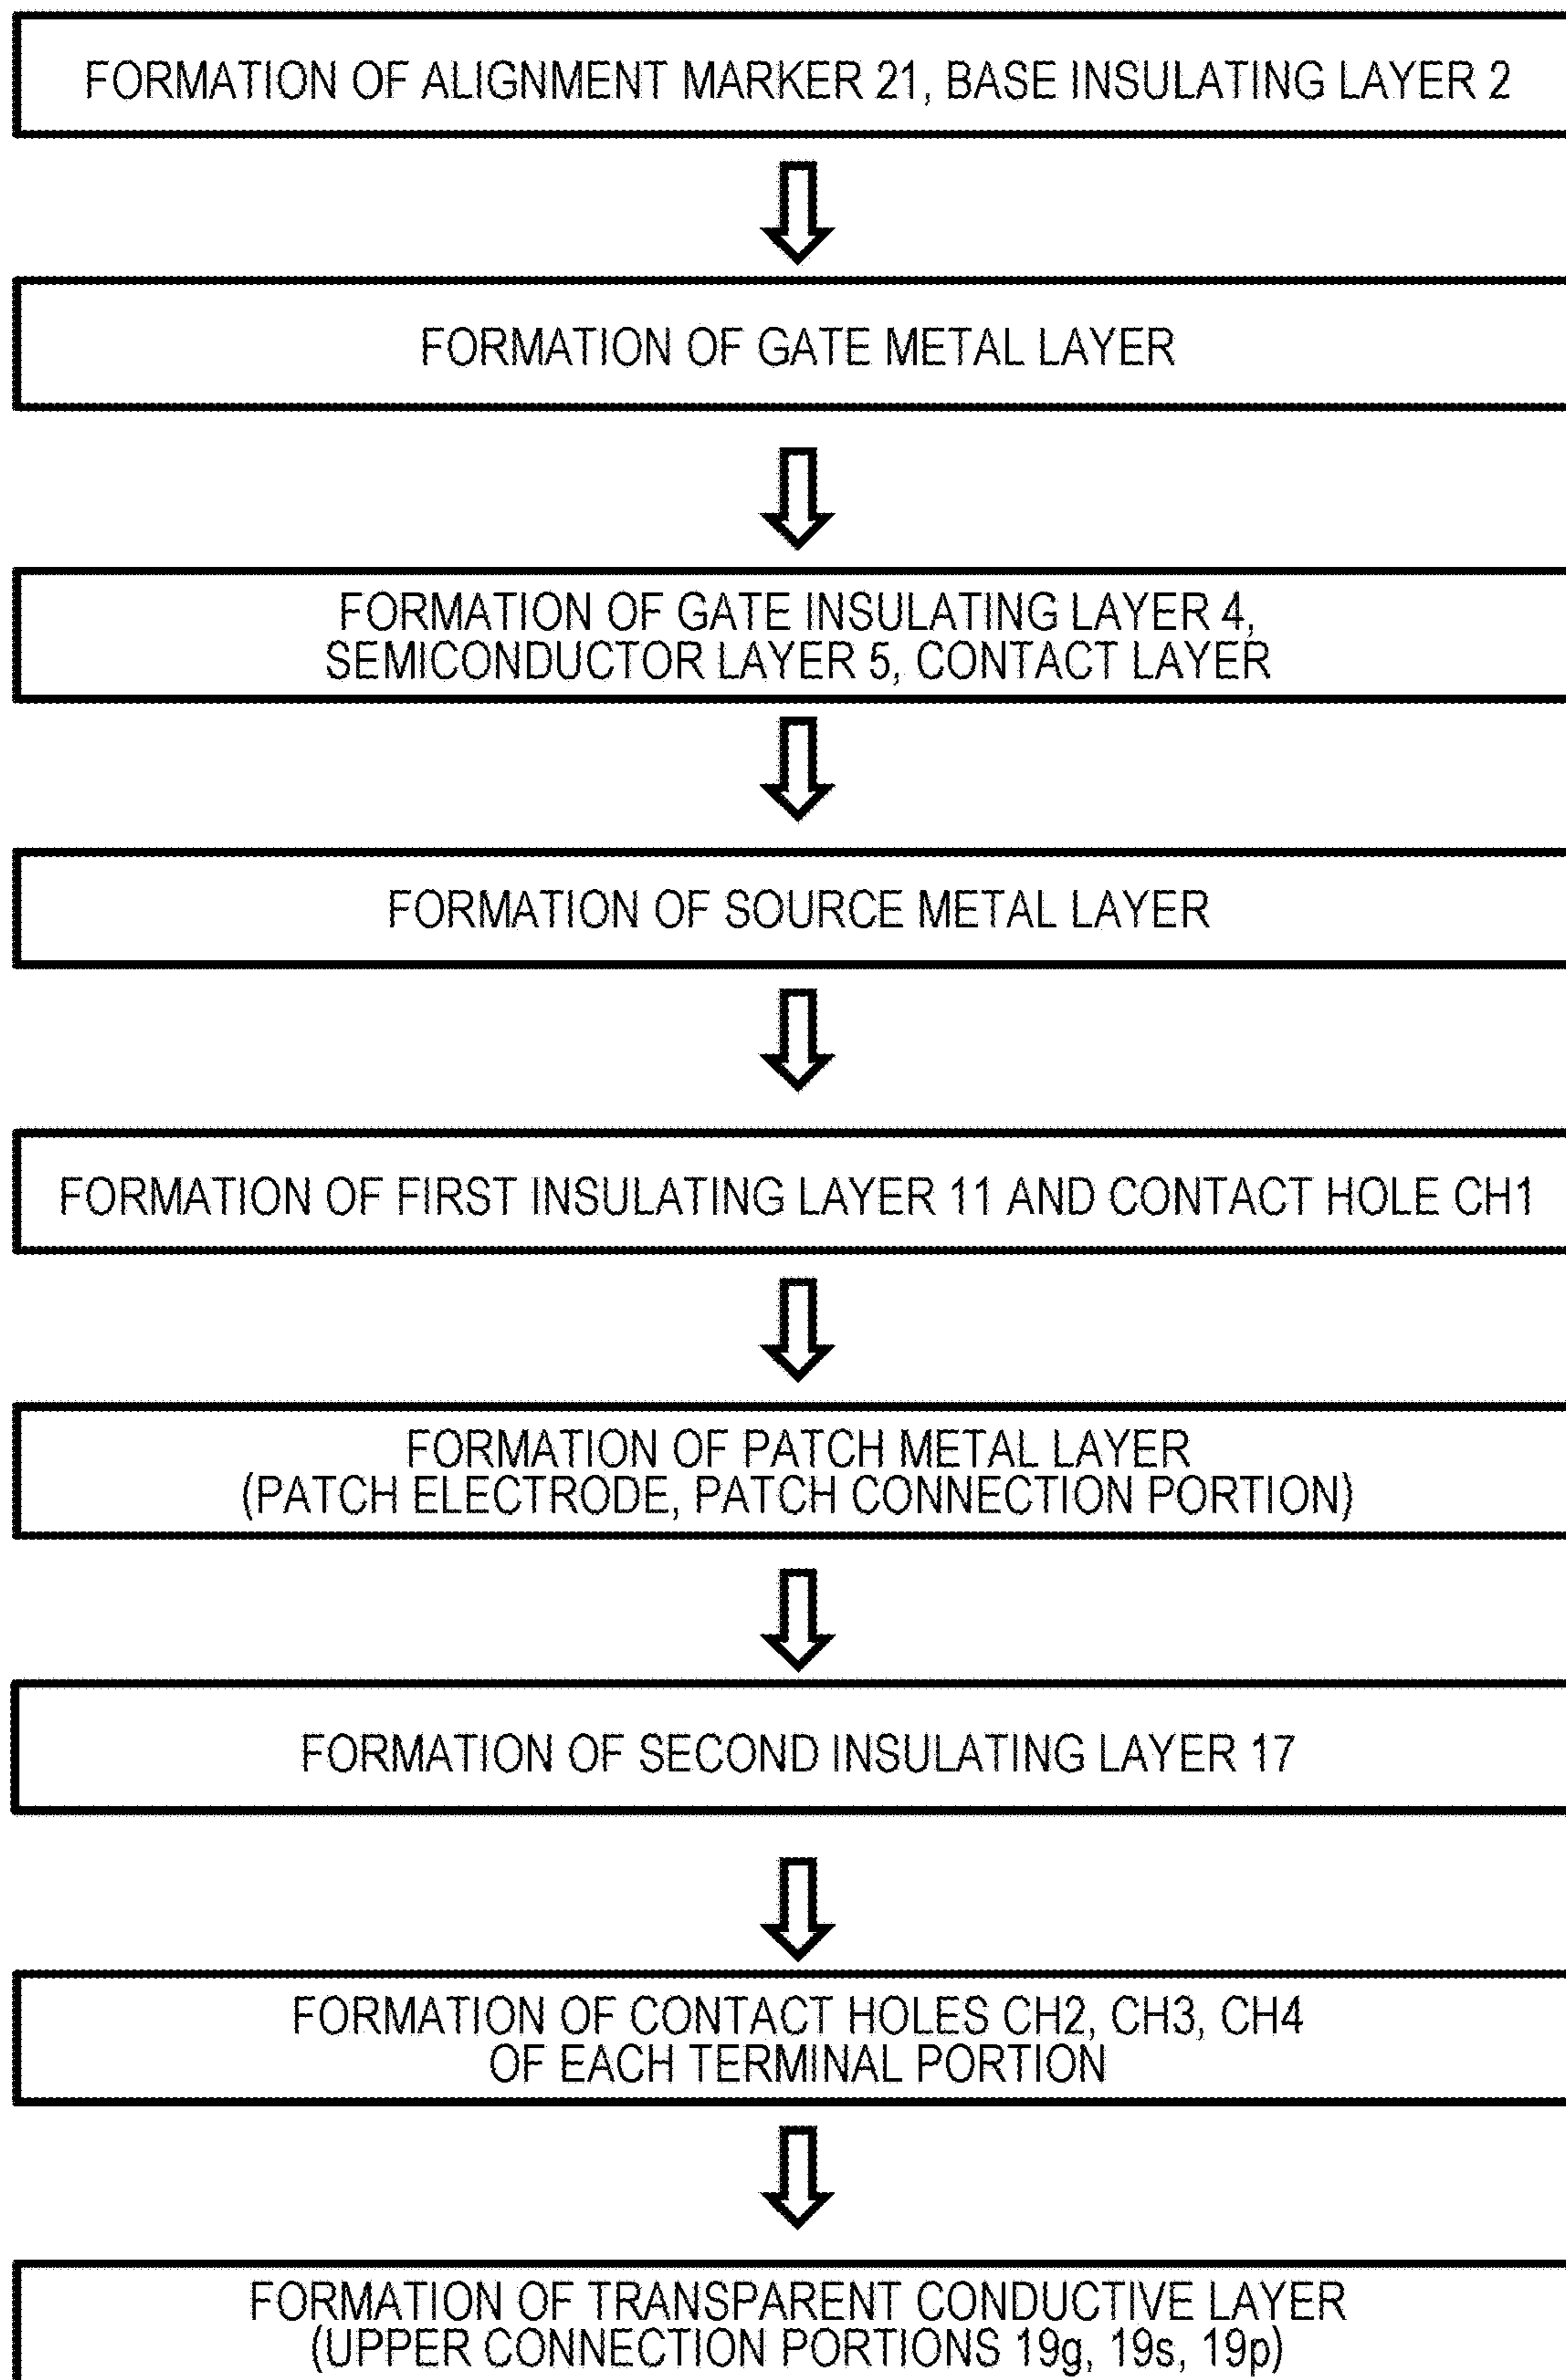 FORMATION OF ALIGNMENT MARKER 21, BASE INSULATING LAYER 2
FORMATION OF GATE METAL LAYER
FORMATION OF GATE INSULATING LAYER 4,
SEMICONDUCTOR LAYER 5, CONTACT LAYER
FORMATION OF SOURCE METAL LAYER
FORMATION OF FIRST INSULATING LAYER 11 AND CONTACT HOLE CH1
FORMATION OF PATCH METAL LAYER
(PATCH ELECTRODE, PATCH CONNECTION PORTION)
FORMATION OF SECOND INSULATING LAYER 17
FORMATION OF CONTACT HOLES CH2, CH3, CH4
OF EACH TERMINAL PORTION
FORMATION OF TRANSPARENT CONDUCTIVE LAYER
(UPPER CONNECTION PORTIONS 19g, 19s, 19p)